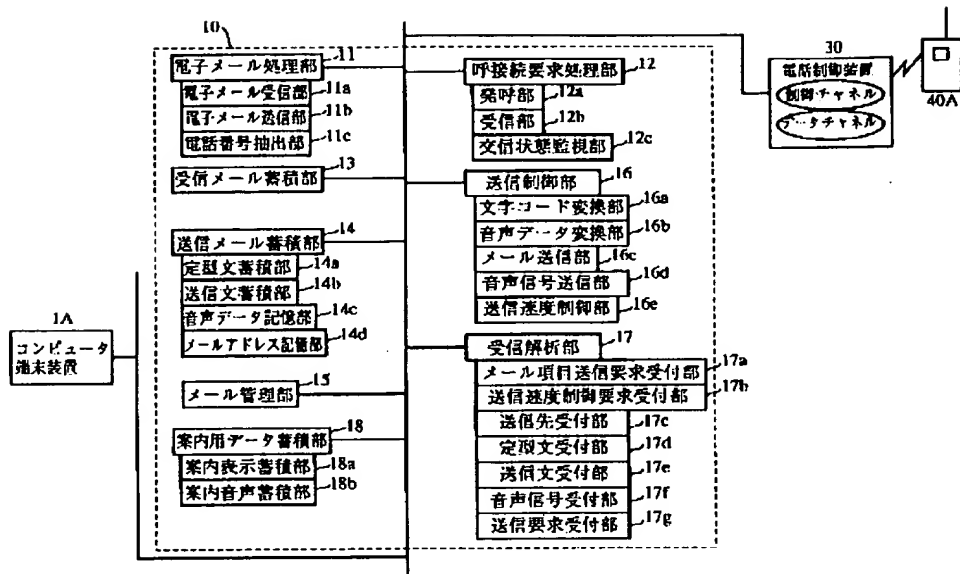 10
電子メール処理部 11
電子メール受信部 11a
電子メール送信部 11b
電話番号抽出部 11c
受信メール蓄積部 13
送信メール蓄積部 14
定型文蓄積部 14a
送信文蓄積部 14b
音声データ記憶部 14c
メールアドレス記憶部 14d
メール管理部 15
案内用データ蓄積部 18
案内表示蓄積部 18a
案内音声蓄積部 18b
1A
コンピュータ
端末装置
呼接続要求処理部 12
発呼部 12a
受信部 12b
交信状態監視部 12c
送信制御部 16
文字コード変換部 16a
音声データ変換部 16b
メール送信部 16c
音声信号送信部 16d
送信速度制御部 16e
受信解析部 17
メール項目送信要求受付部 17a
送信速度制御要求受付部 17b
送信先受付部 17c
定型文受付部 17d
送信文受付部 17e
音声信号受付部 17f
送信要求受付部 17g
30
電話制御装置
制御チャネル
データチャネル
40A